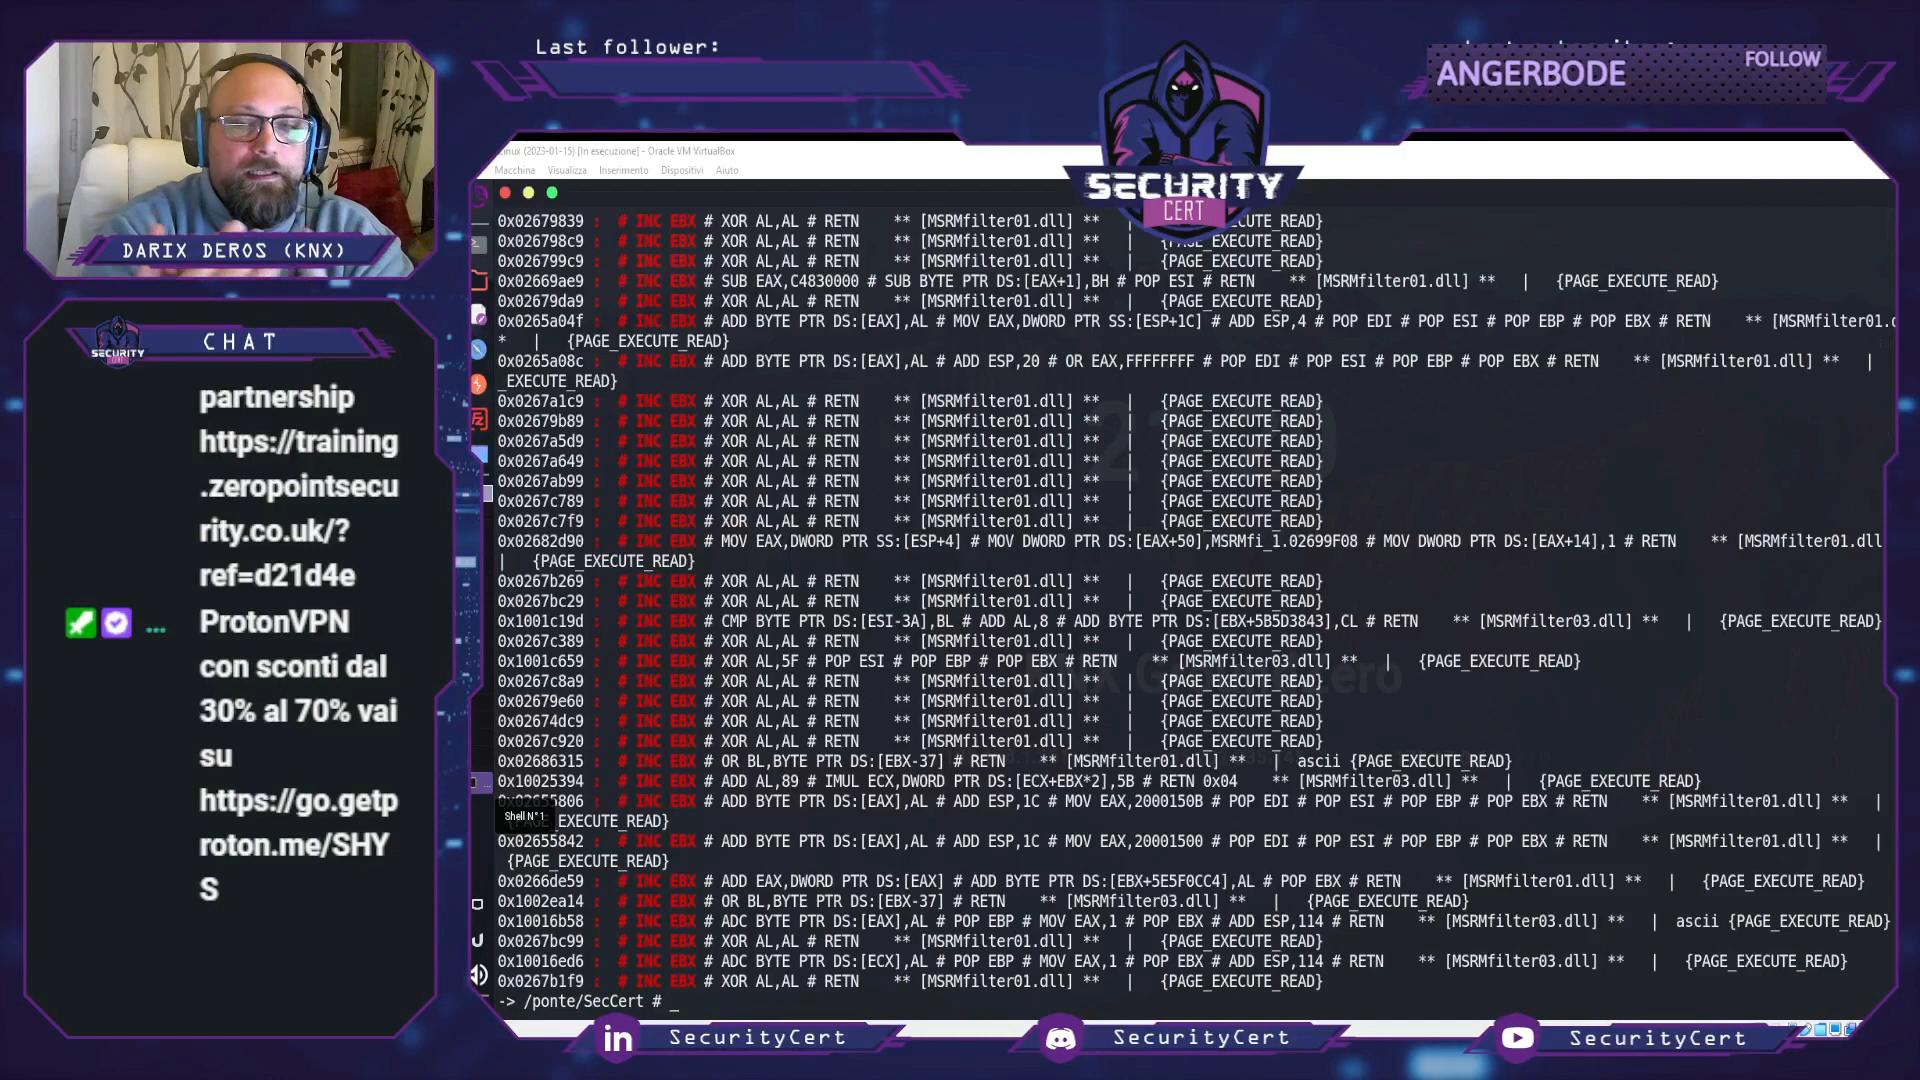 Last follower:
ANGERBODE
FOLLOW
SECURITY
CERT
DARIX DEROS (KNX)
CHAT
SECURITY
CERT
partnership
https://training
.zeropointsecu
rity.co.uk/?
ref=d21d4e
... ProtonVPN
con sconti dal
30% al 70% vai
su
https://go.getp
roton.me/SHY
S
(2023-01-15) [In esecuzione] - Oracle VM VirtualBox
Macchina Visualizza Inserimento Dispositivi Aiuto
0x02679839 : # INC EBX # XOR AL,AL # RETN ** [MSRMfilter01.dll] ** | {PAGE_EXECUTE_READ}
0x026798c9 : # INC EBX # XOR AL,AL # RETN ** [MSRMfilter01.dll] ** | {PAGE_EXECUTE_READ}
0x026799c9 : # INC EBX # XOR AL,AL # RETN ** [MSRMfilter01.dll] ** | {PAGE_EXECUTE_READ}
0x02669ae9 : # INC EBX # SUB EAX,C4830000 # SUB BYTE PTR DS:[EAX+1],BH # POP ESI # RETN ** [MSRMfilter01.dll] ** | {PAGE_EXECUTE_READ}
0x02679da9 : # INC EBX # XOR AL,AL # RETN ** [MSRMfilter01.dll] ** | {PAGE_EXECUTE_READ}
0x0265a04f : # INC EBX # ADD BYTE PTR DS:[EAX],AL # MOV EAX,DWORD PTR SS:[ESP+1C] # ADD ESP,4 # POP EDI # POP ESI # POP EBP # POP EBX # RETN ** [MSRMfilter01.d
* | {PAGE_EXECUTE_READ}
0x0265a08c : # INC EBX # ADD BYTE PTR DS:[EAX],AL # ADD ESP,20 # OR EAX,FFFFFFFF # POP EDI # POP ESI # POP EBP # POP EBX # RETN ** [MSRMfilter01.dll] ** |
_EXECUTE_READ}
0x0267a1c9 : # INC EBX # XOR AL,AL # RETN ** [MSRMfilter01.dll] ** | {PAGE_EXECUTE_READ}
0x02679b89 : # INC EBX # XOR AL,AL # RETN ** [MSRMfilter01.dll] ** | {PAGE_EXECUTE_READ}
0x0267a5d9 : # INC EBX # XOR AL,AL # RETN ** [MSRMfilter01.dll] ** | {PAGE_EXECUTE_READ}
0x0267a649 : # INC EBX # XOR AL,AL # RETN ** [MSRMfilter01.dll] ** | {PAGE_EXECUTE_READ}
0x0267ab99 : # INC EBX # XOR AL,AL # RETN ** [MSRMfilter01.dll] ** | {PAGE_EXECUTE_READ}
0x0267c789 : # INC EBX # XOR AL,AL # RETN ** [MSRMfilter01.dll] ** | {PAGE_EXECUTE_READ}
0x0267c7f9 : # INC EBX # XOR AL,AL # RETN ** [MSRMfilter01.dll] ** | {PAGE_EXECUTE_READ}
0x02682d90 : # INC EBX # MOV EAX,DWORD PTR SS:[ESP+4] # MOV DWORD PTR DS:[EAX+50],MSRMfi_1.02699F08 # MOV DWORD PTR DS:[EAX+14],1 # RETN ** [MSRMfilter01.dll
| {PAGE_EXECUTE_READ}
0x0267b269 : # INC EBX # XOR AL,AL # RETN ** [MSRMfilter01.dll] ** | {PAGE_EXECUTE_READ}
0x0267bc29 : # INC EBX # XOR AL,AL # RETN ** [MSRMfilter01.dll] ** | {PAGE_EXECUTE_READ}
0x1001c19d : # INC EBX # CMP BYTE PTR DS:[ESI-3A],BL # ADD AL,8 # ADD BYTE PTR DS:[EBX+5B5D3843],CL # RETN ** [MSRMfilter03.dll] ** | {PAGE_EXECUTE_READ}
0x0267c389 : # INC EBX # XOR AL,AL # RETN ** [MSRMfilter01.dll] ** | {PAGE_EXECUTE_READ}
0x1001c659 : # INC EBX # XOR AL,5F # POP ESI # POP EBP # POP EBX # RETN ** [MSRMfilter03.dll] ** | {PAGE_EXECUTE_READ}
0x0267c8a9 : # INC EBX # XOR AL,AL # RETN ** [MSRMfilter01.dll] ** | {PAGE_EXECUTE_READ}
0x02679e60 : # INC EBX # XOR AL,AL # RETN ** [MSRMfilter01.dll] ** | {PAGE_EXECUTE_READ}
0x02674dc9 : # INC EBX # XOR AL,AL # RETN ** [MSRMfilter01.dll] ** | {PAGE_EXECUTE_READ}
0x0267c920 : # INC EBX # XOR AL,AL # RETN ** [MSRMfilter01.dll] ** | {PAGE_EXECUTE_READ}
0x02686315 : # INC EBX # OR BL,BYTE PTR DS:[EBX-37] # RETN ** [MSRMfilter01.dll] ** | ascii {PAGE_EXECUTE_READ}
0x10025394 : # INC EBX # ADD AL,89 # IMUL ECX,DWORD PTR DS:[ECX+EBX*2],5B # RETN 0x04 ** [MSRMfilter03.dll] ** | {PAGE_EXECUTE_READ}
0x02655806 : # INC EBX # ADD BYTE PTR DS:[EAX],AL # ADD ESP,1C # MOV EAX,2000150B # POP EDI # POP ESI # POP EBP # POP EBX # RETN ** [MSRMfilter01.dll] ** |
{PAGE_EXECUTE_READ}
Shell N°1
0x02655842 : # INC EBX # ADD BYTE PTR DS:[EAX],AL # ADD ESP,1C # MOV EAX,20001500 # POP EDI # POP ESI # POP EBP # POP EBX # RETN ** [MSRMfilter01.dll] ** |
{PAGE_EXECUTE_READ}
0x0266de59 : # INC EBX # ADD EAX,DWORD PTR DS:[EAX] # ADD BYTE PTR DS:[EBX+5E5F0CC4],AL # POP EBX # RETN ** [MSRMfilter01.dll] ** | {PAGE_EXECUTE_READ}
0x1002ea14 : # INC EBX # OR BL,BYTE PTR DS:[EBX-37] # RETN ** [MSRMfilter03.dll] ** | {PAGE_EXECUTE_READ}
0x10016b58 : # INC EBX # ADC BYTE PTR DS:[EAX],AL # POP EBP # MOV EAX,1 # POP EBX # ADD ESP,114 # RETN ** [MSRMfilter03.dll] ** | ascii {PAGE_EXECUTE_READ}
0x0267bc99 : # INC EBX # XOR AL,AL # RETN ** [MSRMfilter01.dll] ** | {PAGE_EXECUTE_READ}
0x10016ed6 : # INC EBX # ADC BYTE PTR DS:[ECX],AL # POP EBP # MOV EAX,1 # POP EBX # ADD ESP,114 # RETN ** [MSRMfilter03.dll] ** | {PAGE_EXECUTE_READ}
0x0267b1f9 : # INC EBX # XOR AL,AL # RETN ** [MSRMfilter01.dll] ** | {PAGE_EXECUTE_READ}
-> /ponte/SecCert # _
in SecurityCert
SecurityCert
SecurityCert